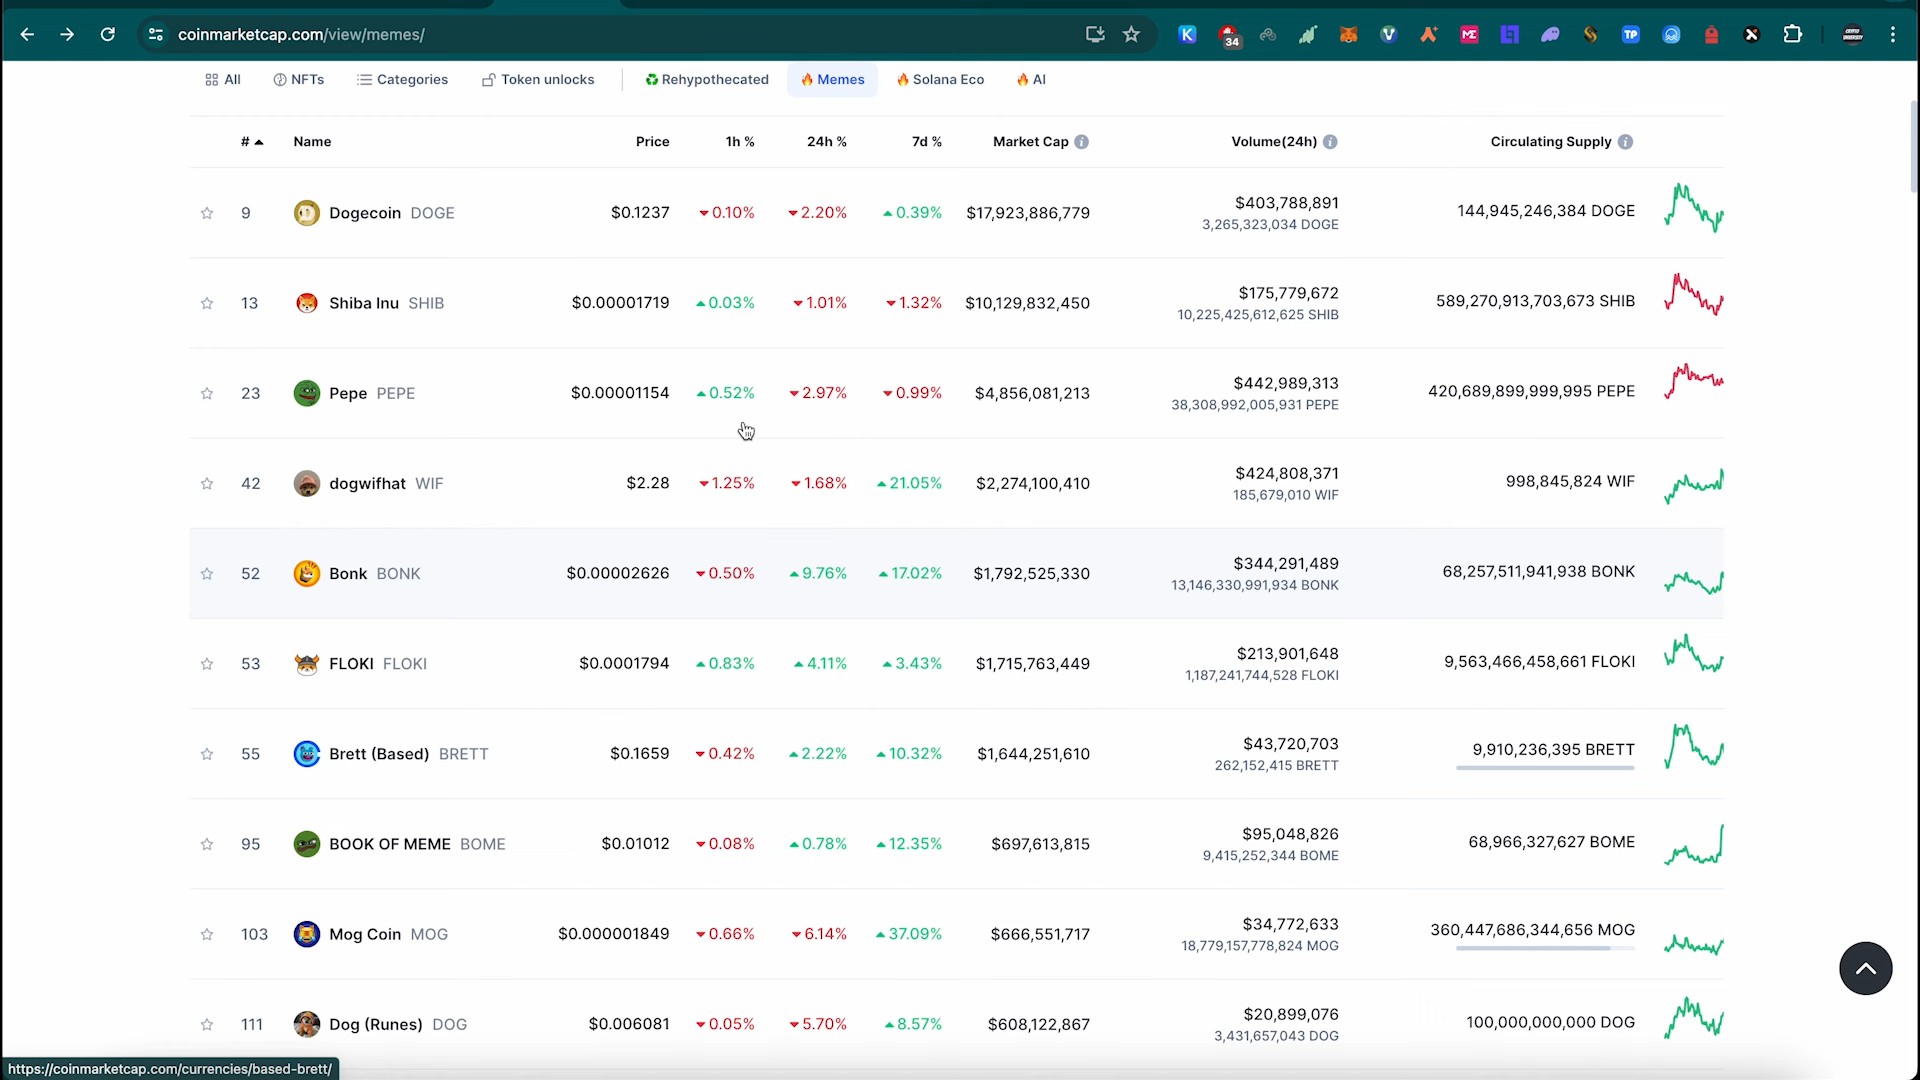 coinmarketcap.com/view/memes/
34
All NFTs Categories Token unlocks Rehypothecated Memes Solana Eco AI
# Name Price 1h % 24h % 7d % Market Cap Volume(24h) Circulating Supply
9 Dogecoin DOGE $0.1237 0.10% 2.20% 0.39% $17,923,886,779 $403,788,891 144,945,246,384 DOGE
3,265,323,034 DOGE
13 Shiba Inu SHIB $0.00001719 0.03% 1.01% 1.32% $10,129,832,450 $175,779,672 589,270,913,703,673 SHIB
10,225,425,612,625 SHIB
23 Pepe PEPE $0.00001154 0.52% 2.97% 0.99% $4,856,081,213 $442,989,313 420,689,899,999,995 PEPE
38,308,992,005,931 PEPE
42 dogwifhat WIF $2.28 1.25% 1.68% 21.05% $2,274,100,410 $424,808,371 998,845,824 WIF
185,679,010 WIF
52 Bonk BONK $0.00002626 0.50% 9.76% 17.02% $1,792,525,330 $344,291,489 68,257,511,941,938 BONK
13,146,330,991,934 BONK
53 FLOKI FLOKI $0.0001794 0.83% 4.11% 3.43% $1,715,763,449 $213,901,648 9,563,466,458,661 FLOKI
1,187,241,744,528 FLOKI
55 Brett (Based) BRETT $0.1659 0.42% 2.22% 10.32% $1,644,251,610 $43,720,703 9,910,236,395 BRETT
262,152,415 BRETT
95 BOOK OF MEME BOME $0.01012 0.08% 0.78% 12.35% $697,613,815 $95,048,826 68,966,327,627 BOME
9,415,252,344 BOME
103 Mog Coin MOG $0.000001849 0.66% 6.14% 37.09% $666,551,717 $34,772,633 360,447,686,344,656 MOG
18,779,157,778,824 MOG
111 Dog (Runes) DOG $0.006081 0.05% 5.70% 8.57% $608,122,867 $20,899,076 100,000,000,000 DOG
3,431,657,043 DOG
https://coinmarketcap.com/currencies/based-brett/